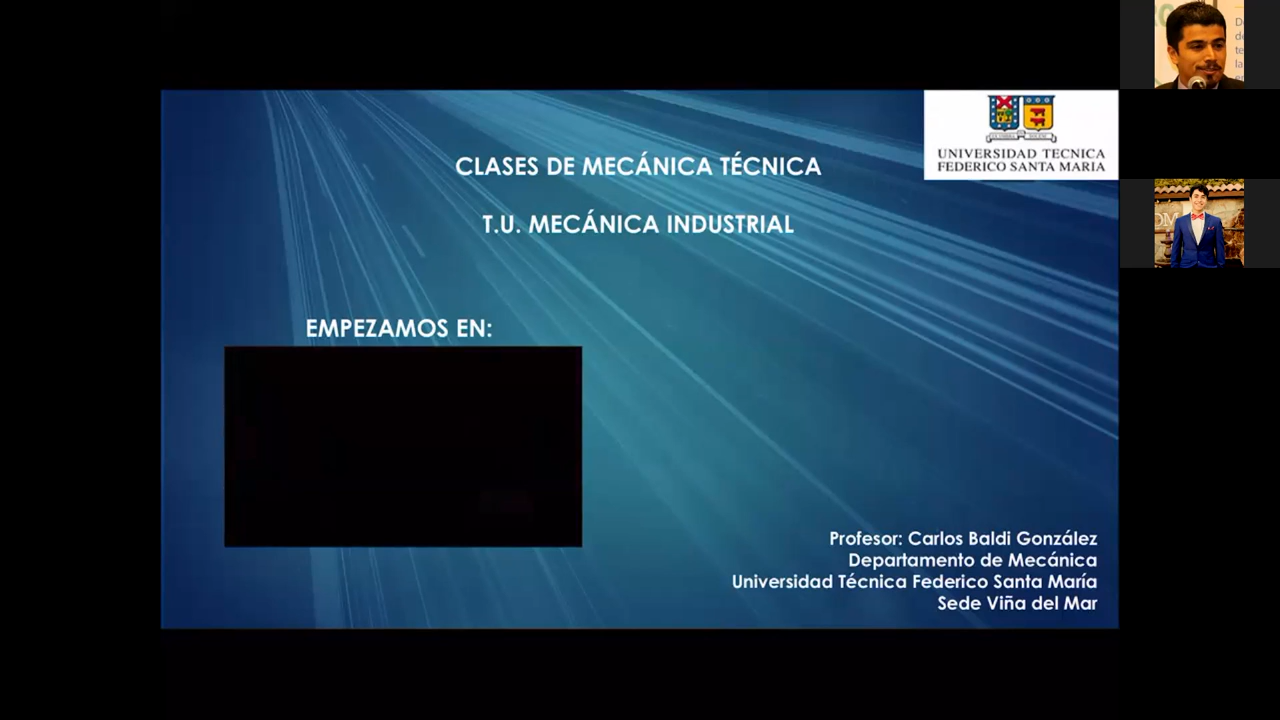 CLASES DE MECÁNICA TÉCNICA
T.U. MECÁNICA INDUSTRIAL
UNIVERSIDAD TECNICA
FEDERICO SANTA MARIA
EMPEZAMOS EN:
Profesor: Carlos Baldi González
Departamento de Mecánica
Universidad Técnica Federico Santa María
Sede Viña del Mar